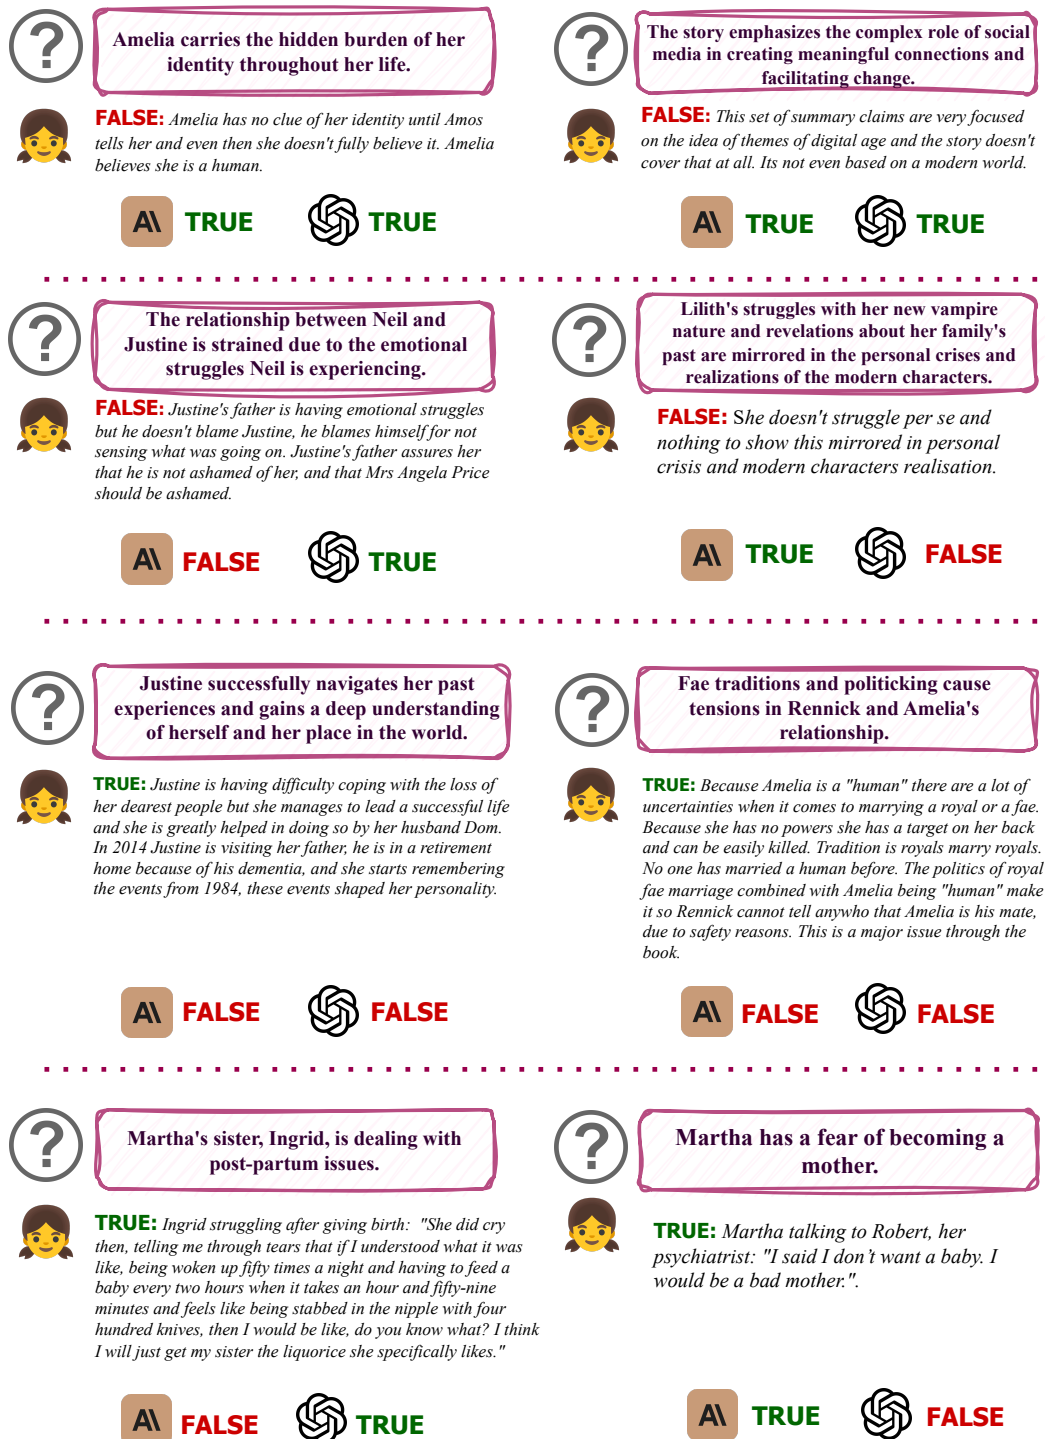 ?
Amelia carries the hidden burden of her
identity throughout her life.
FALSE: Amelia has no clue of her identity until Amos
tells her and even then she doesn't fully believe it. Amelia
believes she is a human.
A\ TRUE TRUE
?
The story emphasizes the complex role of social
media in creating meaningful connections and
facilitating change.
FALSE: This set of summary claims are very focused
on the idea of themes of digital age and the story doesn't
cover that at all. Its not even based on a modern world.
A\ TRUE TRUE
?
The relationship between Neil and
Justine is strained due to the emotional
struggles Neil is experiencing.
FALSE: Justine's father is having emotional struggles
but he doesn't blame Justine, he blames himself for not
sensing what was going on. Justine's father assures her
that he is not ashamed of her, and that Mrs Angela Price
should be ashamed.
A\ FALSE TRUE
?
Lilith's struggles with her new vampire
nature and revelations about her family's
past are mirrored in the personal crises and
realizations of the modern characters.
FALSE: She doesn't struggle per se and
nothing to show this mirrored in personal
crisis and modern characters realisation.
A\ TRUE FALSE
?
Justine successfully navigates her past
experiences and gains a deep understanding
of herself and her place in the world.
TRUE: Justine is having difficulty coping with the loss of
her dearest people but she manages to lead a successful life
and she is greatly helped in doing so by her husband Dom.
In 2014 Justine is visiting her father, he is in a retirement
home because of his dementia, and she starts remembering
the events from 1984, these events shaped her personality.
A\ FALSE FALSE
?
Fae traditions and politicking cause
tensions in Rennick and Amelia's
relationship.
TRUE: Because Amelia is a "human" there are a lot of
uncertainties when it comes to marrying a royal or a fae.
Because she has no powers she has a target on her back
and can be easily killed. Tradition is royals marry royals.
No one has married a human before. The politics of royal
fae marriage combined with Amelia being "human" make
it so Rennick cannot tell anywho that Amelia is his mate,
due to safety reasons. This is a major issue through the
book.
A\ FALSE FALSE
?
Martha's sister, Ingrid, is dealing with
post-partum issues.
TRUE: Ingrid struggling after giving birth: "She did cry
then, telling me through tears that if I understood what it was
like, being woken up fifty times a night and having to feed a
baby every two hours when it takes an hour and fifty-nine
minutes and feels like being stabbed in the nipple with four
hundred knives, then I would be like, do you know what? I think
I will just get my sister the liquorice she specifically likes."
A\ FALSE TRUE
?
Martha has a fear of becoming a
mother.
TRUE: Martha talking to Robert, her
psychiatrist: "I said I don’t want a baby. I
would be a bad mother.".
A\ TRUE FALSE